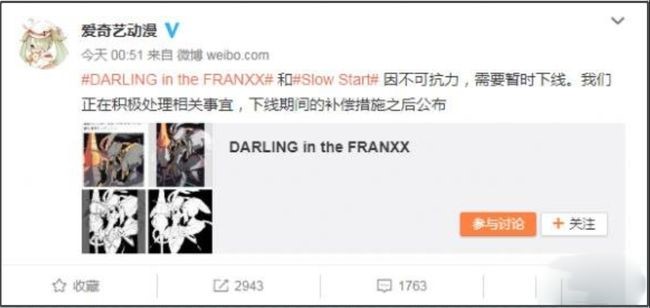 爱奇艺动漫
今天 00:51 来自 微博 weibo.com
#DARLING in the FRANXX# 和#Slow Start# 因不可抗力，需要暂时下线。我们
正在积极处理相关事宜，下线期间的补偿措施之后公布
DARLING in the FRANXX
参与讨论
+ 关注
收藏
2943
1763